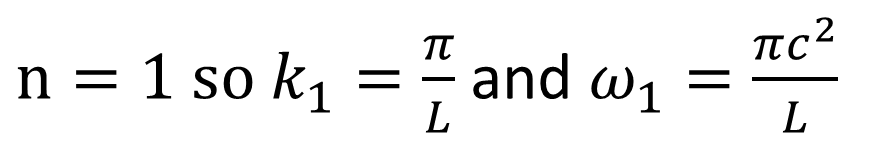 n = 1 so k₁ = π/L and ω₁ = πc²/L